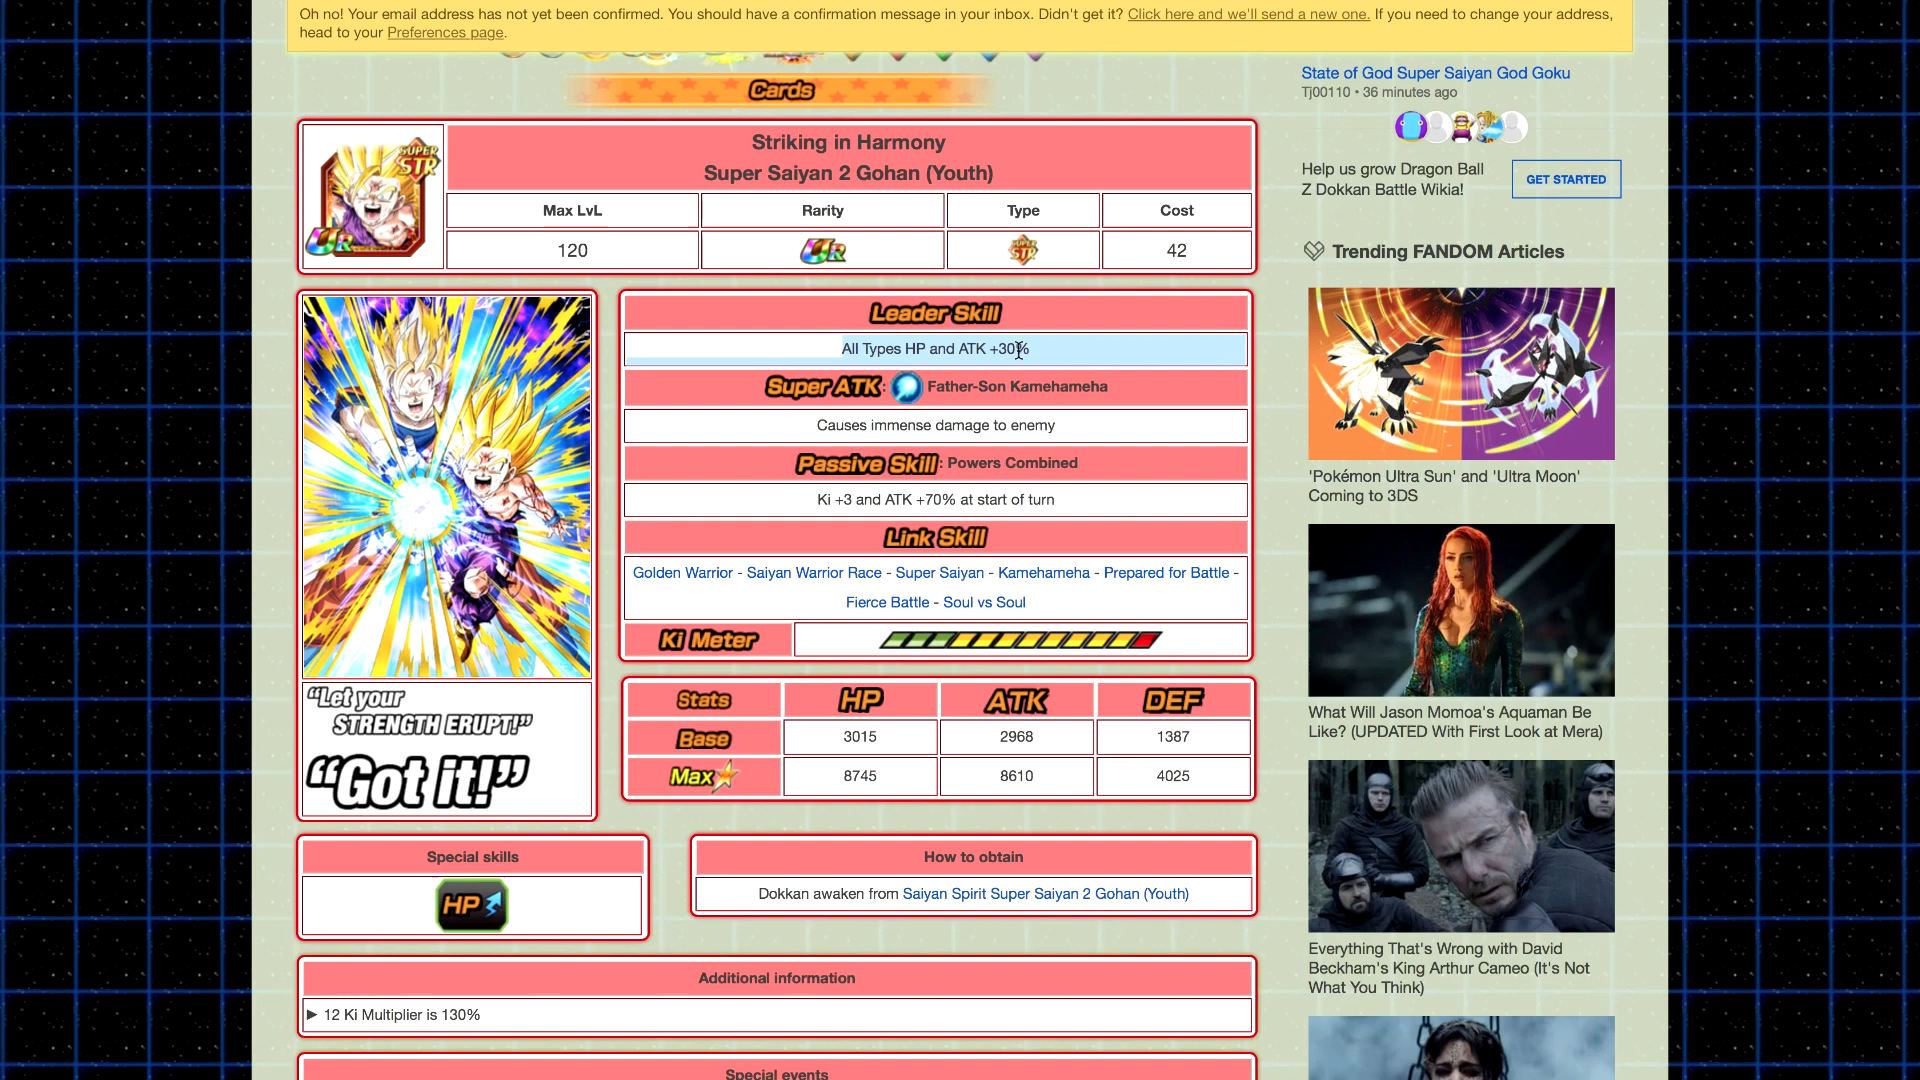 Oh no! Your email address has not yet been confirmed. You should have a confirmation message in your inbox. Didn't get it? Click here and we'll send a new one. If you need to change your address,
head to your Preferences page.
Cards
Striking in Harmony
Super Saiyan 2 Gohan (Youth)
SUPER STR
UR
Max LvL
Rarity
Type
Cost
120
UR
SUPER STR
42
Leader Skill
All Types HP and ATK +30%
Super ATK: Father-Son Kamehameha
Causes immense damage to enemy
Passive Skill: Powers Combined
Ki +3 and ATK +70% at start of turn
Link Skill
Golden Warrior - Saiyan Warrior Race - Super Saiyan - Kamehameha - Prepared for Battle -
Fierce Battle - Soul vs Soul
Ki Meter
"Let your
STRENGTH ERUPT!"
"Got it!"
Stats
HP
ATK
DEF
Base
3015
2968
1387
Max
8745
8610
4025
Special skills
HP
How to obtain
Dokkan awaken from Saiyan Spirit Super Saiyan 2 Gohan (Youth)
Additional information
► 12 Ki Multiplier is 130%
Special events
State of God Super Saiyan God Goku
Tj00110 • 36 minutes ago
Help us grow Dragon Ball
Z Dokkan Battle Wikia!
GET STARTED
Trending FANDOM Articles
'Pokémon Ultra Sun' and 'Ultra Moon'
Coming to 3DS
What Will Jason Momoa's Aquaman Be
Like? (UPDATED With First Look at Mera)
Everything That's Wrong with David
Beckham's King Arthur Cameo (It's Not
What You Think)